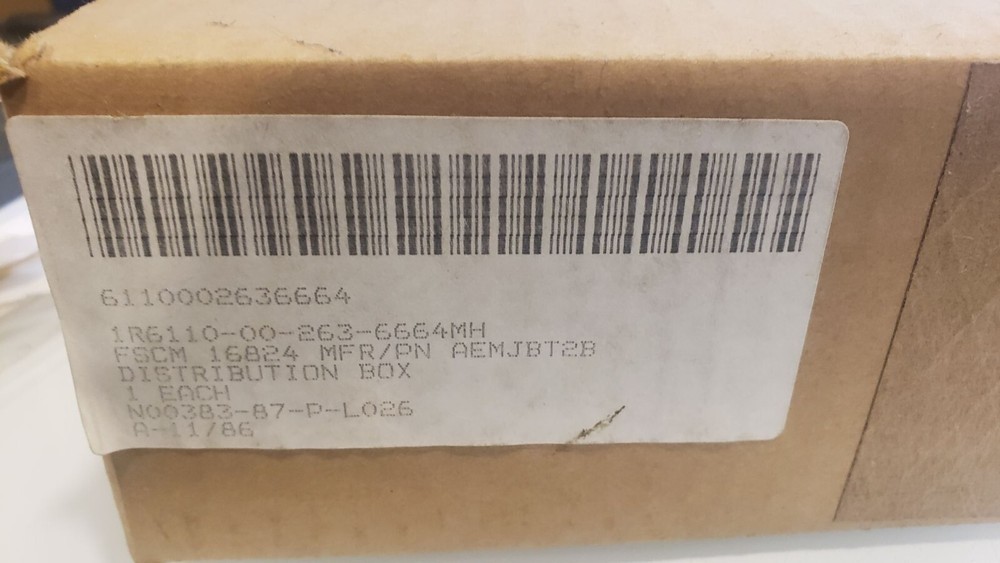 6110002636664
1R6110-00-263-6664MH
FSCM 16824 MFR/PN AEMJBT2B
DISTRIBUTION BOX
1 EACH
N00383-87-P-L026
A-11/86